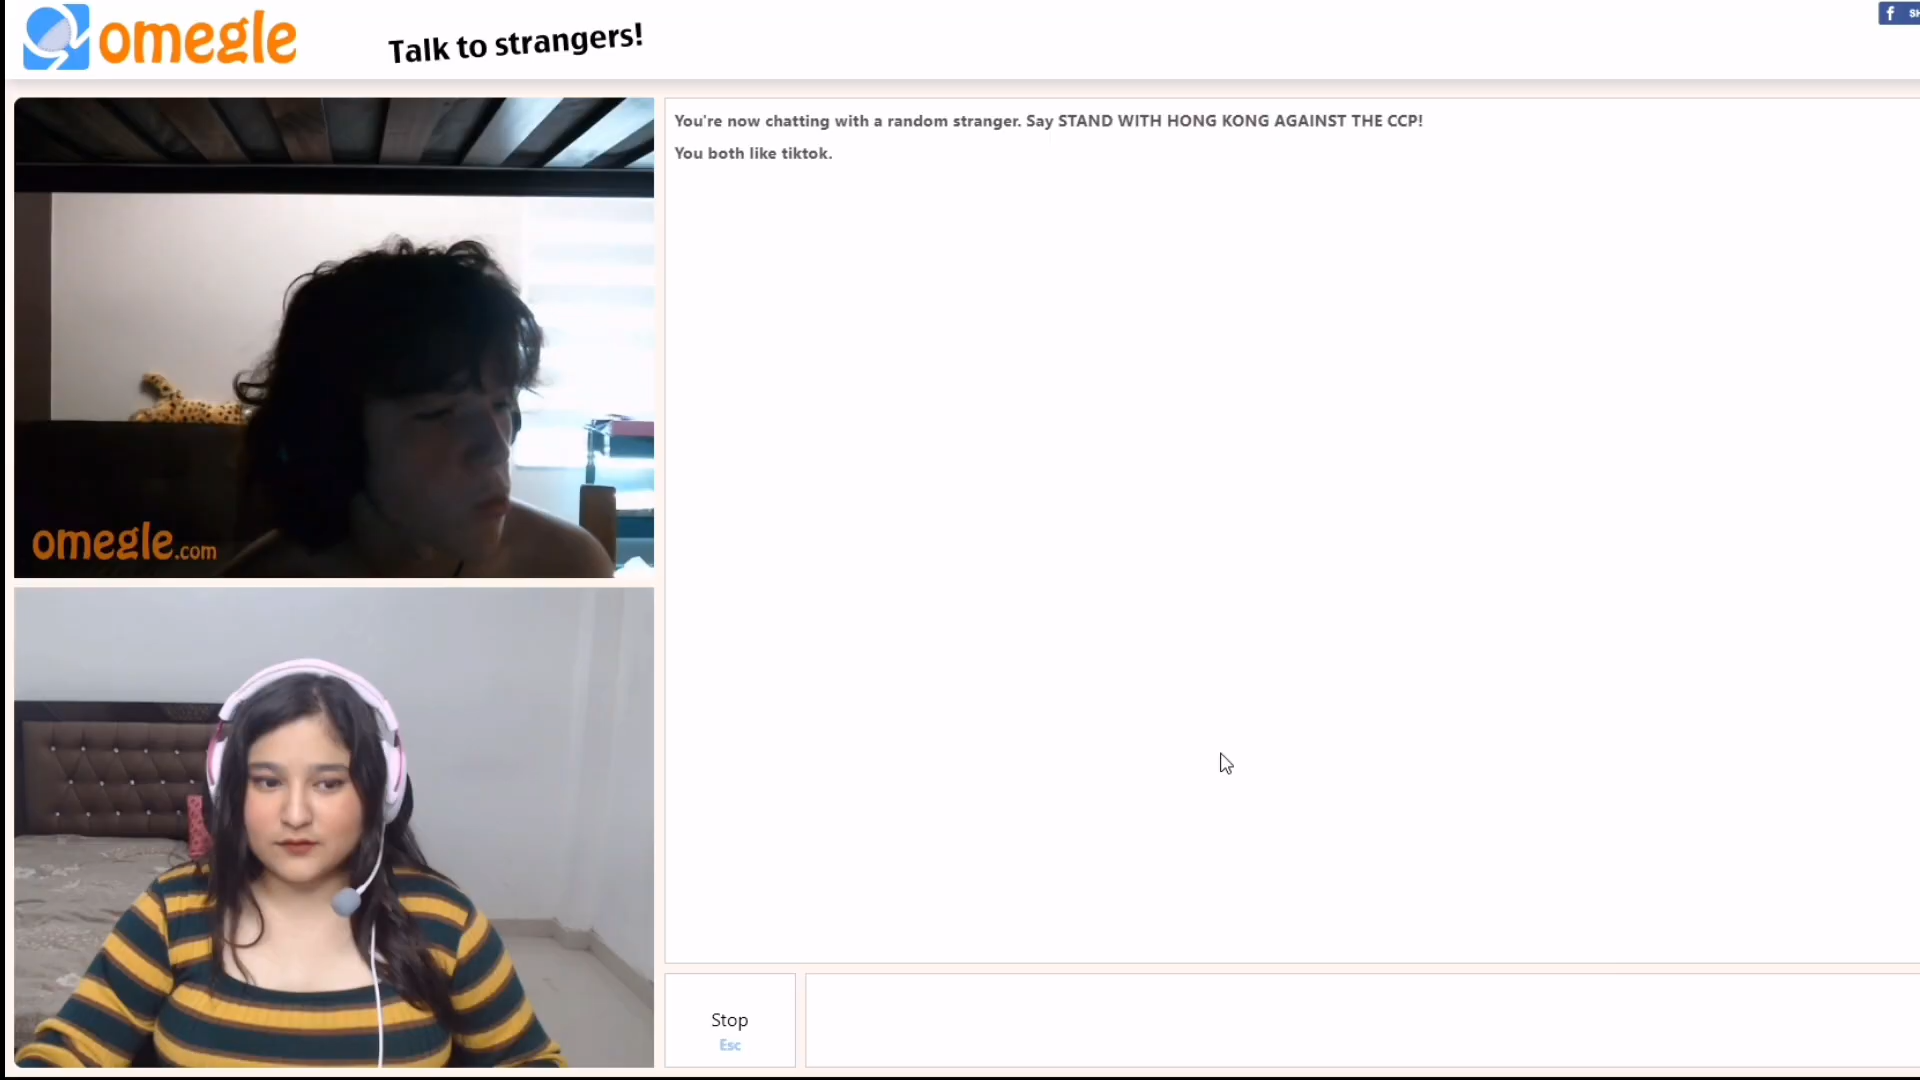 omegle
Talk to strangers!
f SH
You're now chatting with a random stranger. Say STAND WITH HONG KONG AGAINST THE CCP!
You both like tiktok.
omegle.com
Stop
Esc